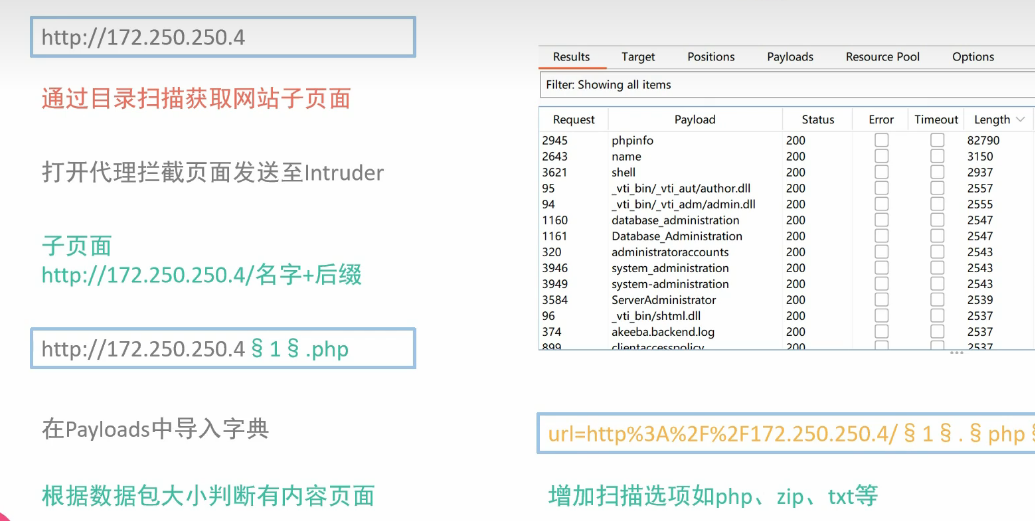 http://172.250.250.4
通过目录扫描获取网站子页面
打开代理拦截页面发送至Intruder
子页面
http://172.250.250.4/名字+后缀
http://172.250.250.4§1§.php
在Payloads中导入字典
根据数据包大小判断有内容页面
Results Target Positions Payloads Resource Pool Options
Filter: Showing all items
Request Payload Status Error Timeout Length
2945 phpinfo 200 82790
2643 name 200 3150
3621 shell 200 2937
95 _vti_bin/_vti_aut/author.dll 200 2557
94 _vti_bin/_vti_adm/admin.dll 200 2555
1160 database_administration 200 2547
1161 Database_Administration 200 2547
320 administratoraccounts 200 2543
3946 system_administration 200 2543
3949 system-administration 200 2543
3584 ServerAdministrator 200 2539
96 _vti_bin/shtml.dll 200 2537
374 akeeba.backend.log 200 2537
899 clientaccesspolicy 200 2537
url=http%3A%2F%2F172.250.250.4/§1§.§php§
增加扫描选项如php、zip、txt等